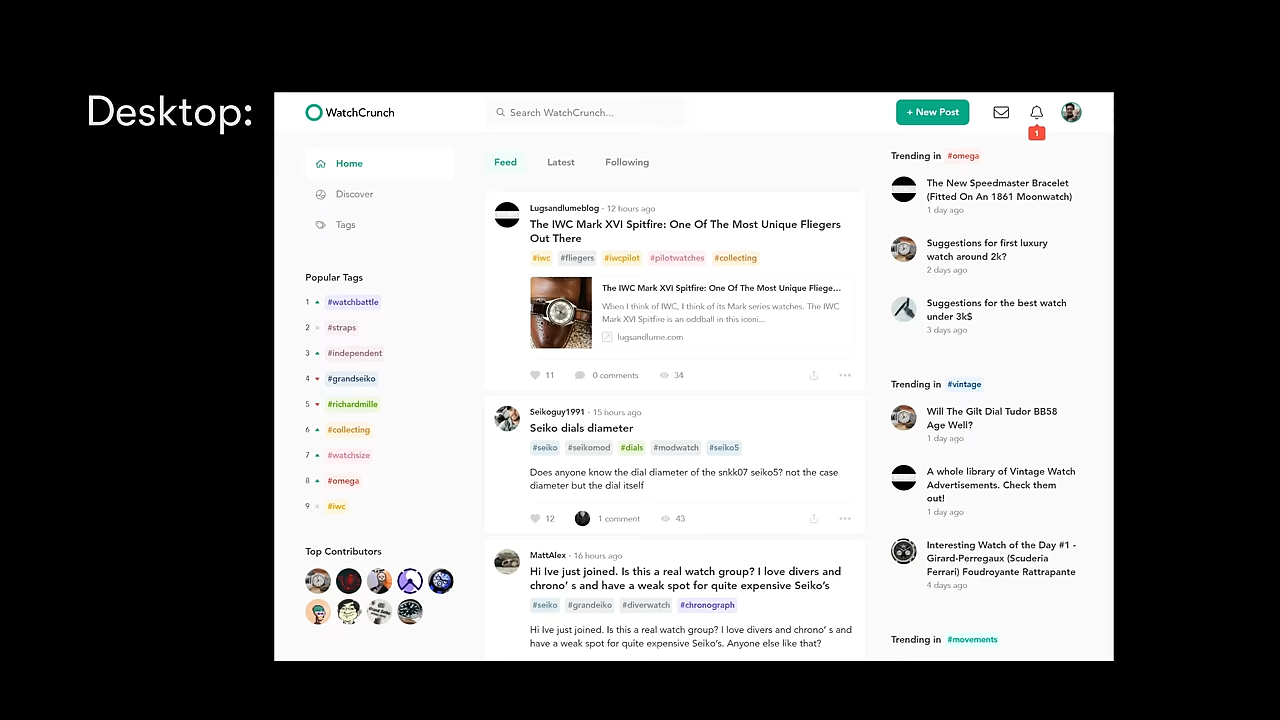 Desktop:
WatchCrunch
Search WatchCrunch...
+ New Post
1
Home
Discover
Tags
Popular Tags
1 #watchbattle
2 #straps
3 #independent
4 #grandseiko
5 #richardmille
6 #collecting
7 #watchsize
8 #omega
9 #iwc
Top Contributors
Feed Latest Following
Lugsandlumeblog · 12 hours ago
The IWC Mark XVI Spitfire: One Of The Most Unique Fliegers
Out There
#iwc #fliegers #iwcpilot #pilotwatches #collecting
The IWC Mark XVI Spitfire: One Of The Most Unique Fliege...
When I think of IWC, I think of its Mark series watches. The IWC
Mark XVI Spitfire is an oddball in this iconi...
lugsandlume.com
11 0 comments 34
Seikoguy1991 · 15 hours ago
Seiko dials diameter
#seiko #seikomod #dials #modwatch #seiko5
Does anyone know the dial diameter of the snkk07 seiko5? not the case
diameter but the dial itself
12 1 comment 43
MattAlex · 16 hours ago
Hi Ive just joined. Is this a real watch group? I love divers and
chrono’ s and have a weak spot for quite expensive Seiko’s
#seiko #grandeiko #diverwatch #chronograph
Hi Ive just joined. Is this a real watch group? I love divers and chrono’ s and
have a weak spot for quite expensive Seiko’s. Anyone else like that?
Trending in #omega
The New Speedmaster Bracelet
(Fitted On An 1861 Moonwatch)
1 day ago
Suggestions for first luxury
watch around 2k?
2 days ago
Suggestions for the best watch
under 3k$
3 days ago
Trending in #vintage
Will The Gilt Dial Tudor BB58
Age Well?
1 day ago
A whole library of Vintage Watch
Advertisements. Check them
out!
1 day ago
Interesting Watch of the Day #1 -
Girard-Perregaux (Scuderia
Ferrari) Foudroyante Rattrapante
4 days ago
Trending in #movements